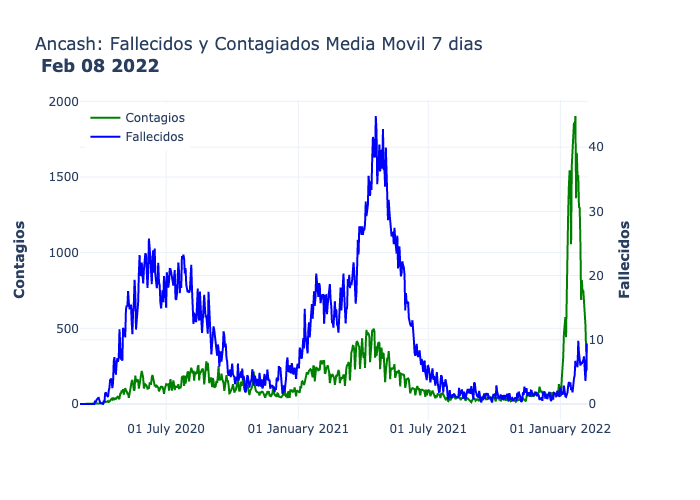 Ancash: Fallecidos y Contagiados Media Movil 7 dias
Feb 08 2022
Contagios
Fallecidos
2000
1500
1000
500
0
40
30
20
10
0
Contagios
Fallecidos
01 July 2020
01 January 2021
01 July 2021
01 January 2022